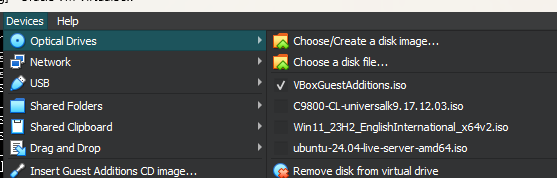 Devices Help
Optical Drives
Network
USB
Shared Folders
Shared Clipboard
Drag and Drop
Insert Guest Additions CD image...
Choose/Create a disk image...
Choose a disk file...
VBoxGuestAdditions.iso
C9800-CL-universalk9.17.12.03.iso
Win11_23H2_EnglishInternational_x64v2.iso
ubuntu-24.04-live-server-amd64.iso
Remove disk from virtual drive